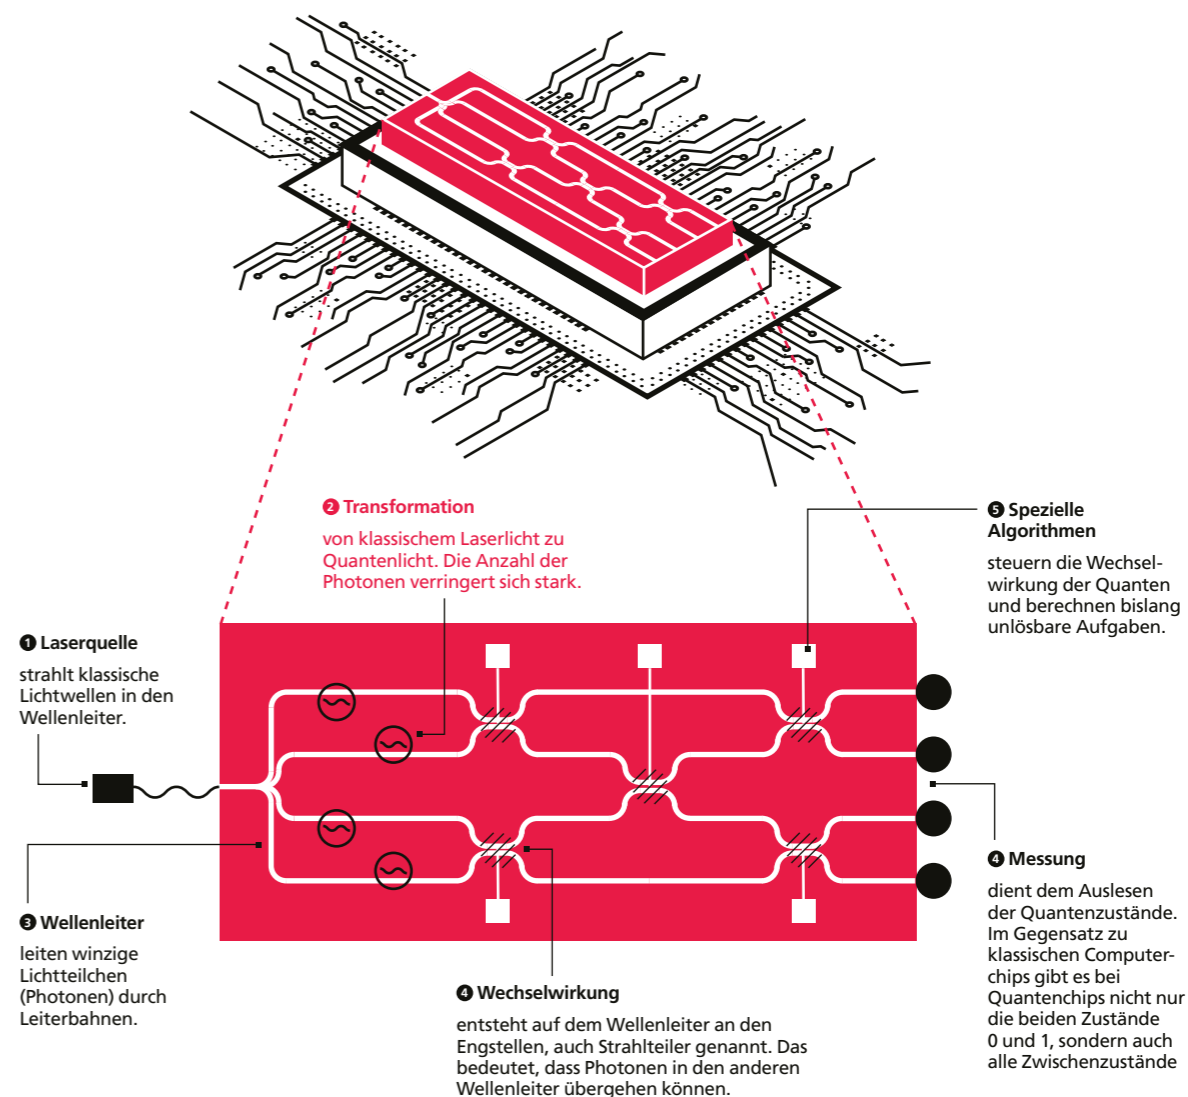 ❷ Transformation
von klassischem Laserlicht zu
Quantenlicht. Die Anzahl der
Photonen verringert sich stark.
❺ Spezielle
Algorithmen
steuern die Wechsel-
wirkung der Quanten
und berechnen bislang
unlösbare Aufgaben.
❶ Laserquelle
strahlt klassische
Lichtwellen in den
Wellenleiter.
❸ Wellenleiter
leiten winzige
Lichtteilchen
(Photonen) durch
Leiterbahnen.
❹ Wechselwirkung
entsteht auf dem Wellenleiter an den
Engstellen, auch Strahlteiler genannt. Das
bedeutet, dass Photonen in den anderen
Wellenleiter übergehen können.
❹ Messung
dient dem Auslesen
der Quantenzustände.
Im Gegensatz zu
klassischen Computer-
chips gibt es bei
Quantenchips nicht nur
die beiden Zustände
0 und 1, sondern auch
alle Zwischenzustände